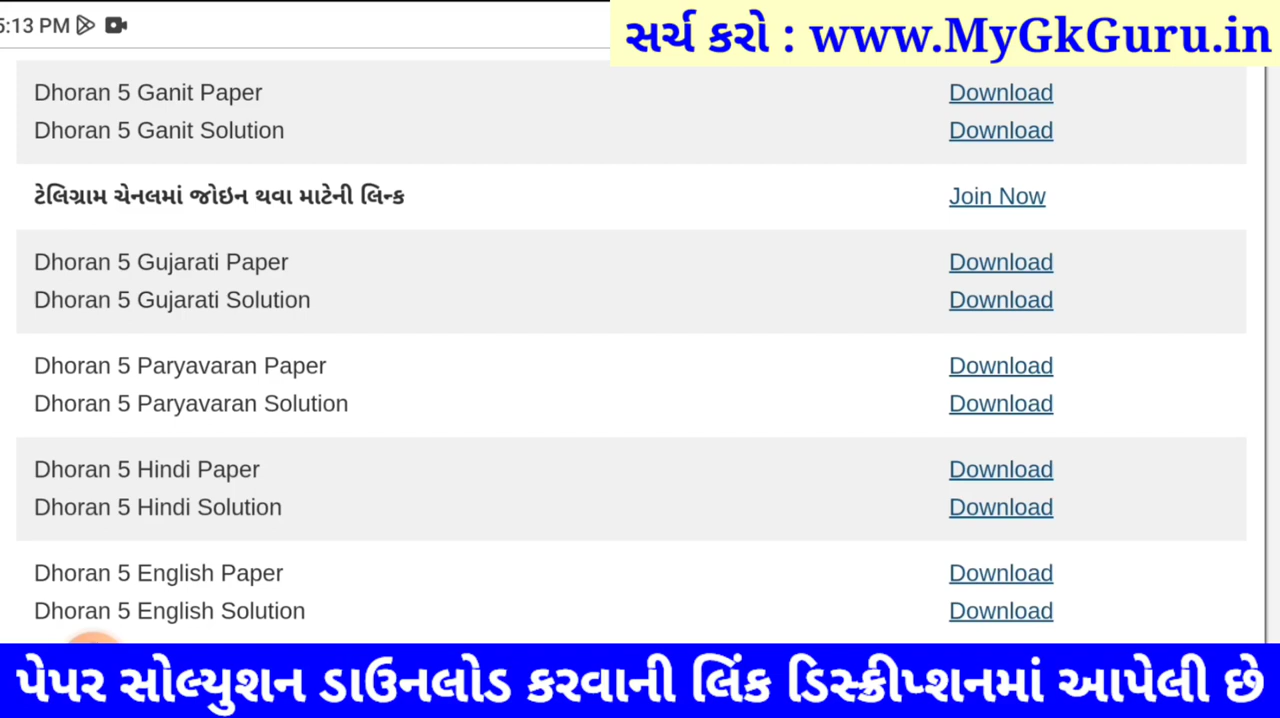 5:13 PM
સર્ચ કરો : www.MyGkGuru.in
Dhoran 5 Ganit Paper Download
Dhoran 5 Ganit Solution Download
ટેલિગ્રામ ચેનલમાં જોઇન થવા માટેની લિન્ક Join Now
Dhoran 5 Gujarati Paper Download
Dhoran 5 Gujarati Solution Download
Dhoran 5 Paryavaran Paper Download
Dhoran 5 Paryavaran Solution Download
Dhoran 5 Hindi Paper Download
Dhoran 5 Hindi Solution Download
Dhoran 5 English Paper Download
Dhoran 5 English Solution Download
પેપર સોલ્યુશન ડાઉનલોડ કરવાની લિંક ડિસ્ક્રીપ્શનમાં આપેલી છે